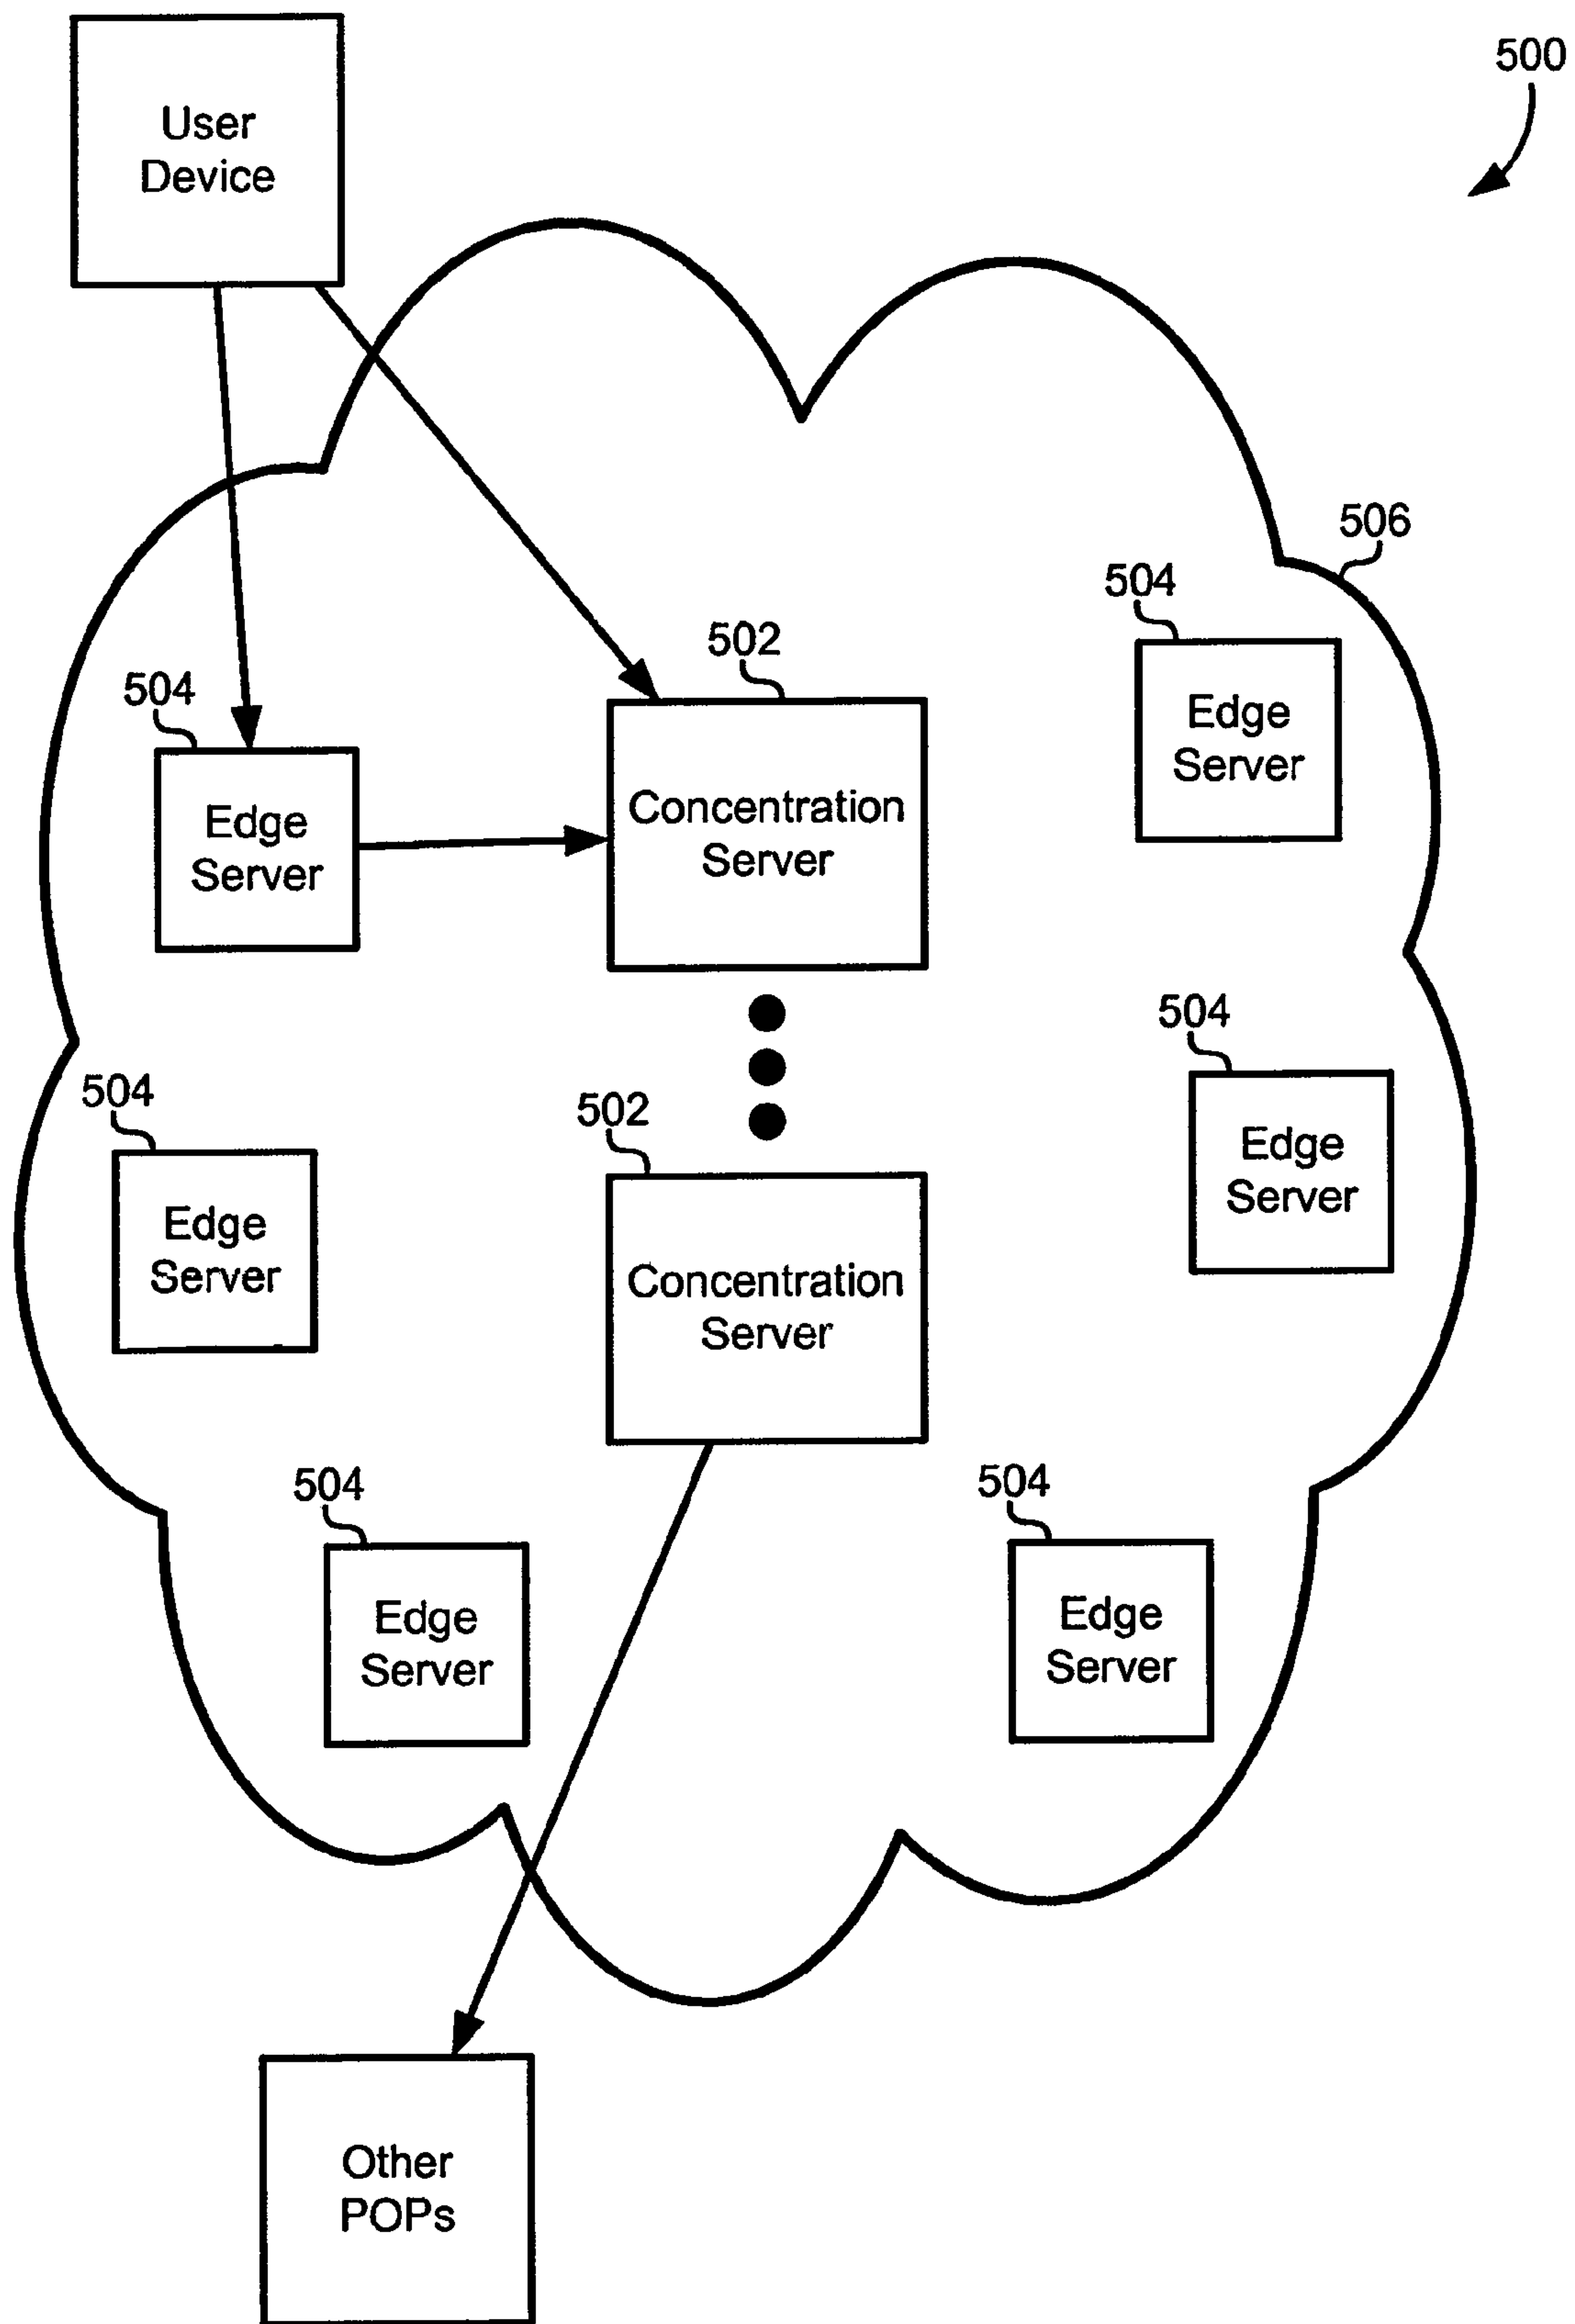 500
User
Device
506
504
502
504
Edge
Server
Edge
Server
Concentration
Server
504
504
502
Edge
Server
Edge
Server
Concentration
Server
504
504
Edge
Server
Edge
Server
Other
POPs